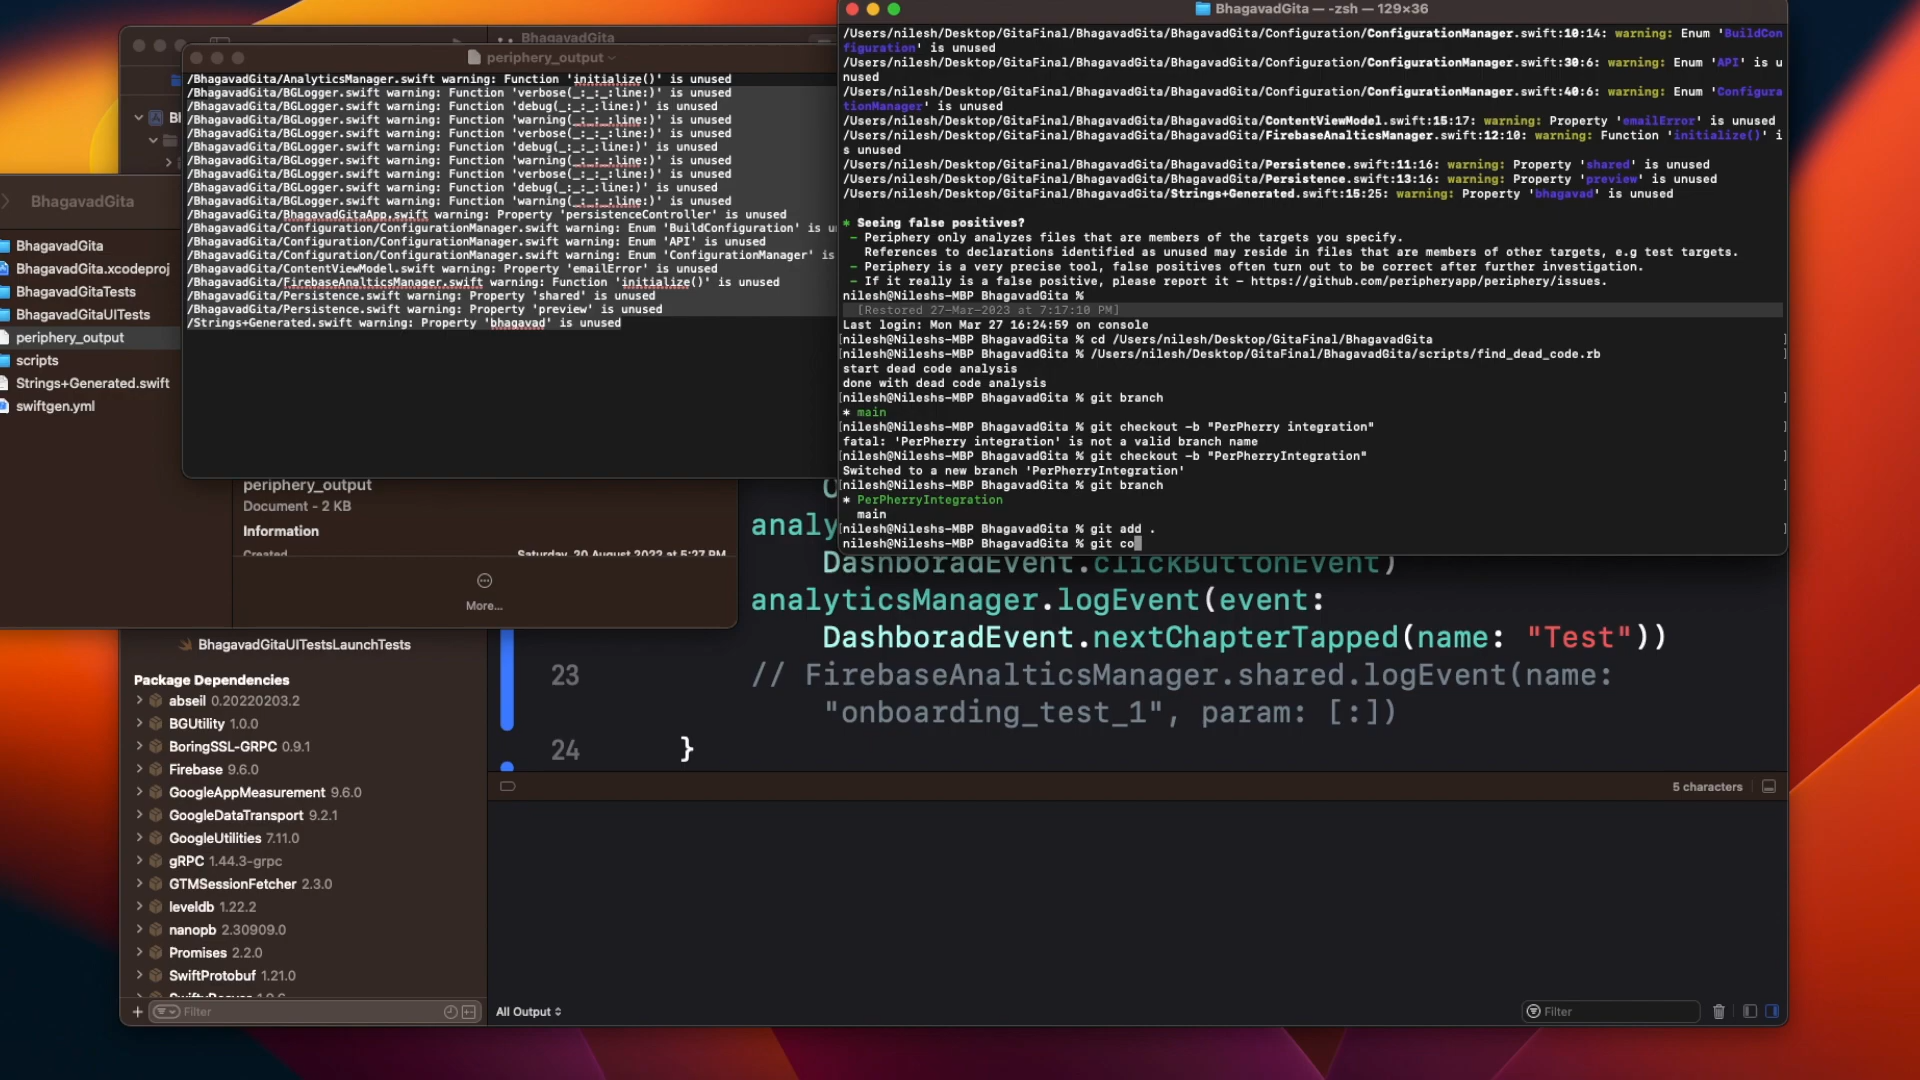 BhagavadGita
periphery_output
/BhagavadGita/AnalyticsManager.swift warning: Function 'initialize()' is unused
/BhagavadGita/BGLogger.swift warning: Function 'verbose(_:_:_:line:)' is unused
/BhagavadGita/BGLogger.swift warning: Function 'debug(_:_:_:line:)' is unused
/BhagavadGita/BGLogger.swift warning: Function 'warning(_:_:_:line:)' is unused
/BhagavadGita/BGLogger.swift warning: Function 'verbose(_:_:_:line:)' is unused
/BhagavadGita/BGLogger.swift warning: Function 'debug(_:_:_:line:)' is unused
/BhagavadGita/BGLogger.swift warning: Function 'warning(_:_:_:line:)' is unused
/BhagavadGita/BGLogger.swift warning: Function 'verbose(_:_:_:line:)' is unused
/BhagavadGita/BGLogger.swift warning: Function 'debug(_:_:_:line:)' is unused
/BhagavadGita/BGLogger.swift warning: Function 'warning(_:_:_:line:)' is unused
/BhagavadGita/BhagavadGitaApp.swift warning: Property 'persistenceController' is unused
/BhagavadGita/Configuration/ConfigurationManager.swift warning: Enum 'BuildConfiguration' is u
/BhagavadGita/Configuration/ConfigurationManager.swift warning: Enum 'API' is unused
/BhagavadGita/Configuration/ConfigurationManager.swift warning: Enum 'ConfigurationManager' is
/BhagavadGita/ContentViewModel.swift warning: Property 'emailError' is unused
/BhagavadGita/FirebaseAnalticsManager.swift warning: Function 'initialize()' is unused
/BhagavadGita/Persistence.swift warning: Property 'shared' is unused
/BhagavadGita/Persistence.swift warning: Property 'preview' is unused
/Strings+Generated.swift warning: Property 'bhagavad' is unused
BhagavadGita
BhagavadGita
BhagavadGita.xcodeproj
BhagavadGitaTests
BhagavadGitaUITests
periphery_output
scripts
Strings+Generated.swift
swiftgen.yml
periphery_output
Document - 2 KB
Information
Created Saturday, 20 August 2022 at 5:27 PM
More...
BhagavadGita — -zsh — 129×36
/Users/nilesh/Desktop/GitaFinal/BhagavadGita/BhagavadGita/Configuration/ConfigurationManager.swift:10:14: warning: Enum 'BuildCon
figuration' is unused
/Users/nilesh/Desktop/GitaFinal/BhagavadGita/BhagavadGita/Configuration/ConfigurationManager.swift:30:6: warning: Enum 'API' is u
nused
/Users/nilesh/Desktop/GitaFinal/BhagavadGita/BhagavadGita/Configuration/ConfigurationManager.swift:40:6: warning: Enum 'Configura
tionManager' is unused
/Users/nilesh/Desktop/GitaFinal/BhagavadGita/BhagavadGita/ContentViewModel.swift:15:17: warning: Property 'emailError' is unused
/Users/nilesh/Desktop/GitaFinal/BhagavadGita/BhagavadGita/FirebaseAnalticsManager.swift:12:10: warning: Function 'initialize()' i
s unused
/Users/nilesh/Desktop/GitaFinal/BhagavadGita/BhagavadGita/Persistence.swift:11:16: warning: Property 'shared' is unused
/Users/nilesh/Desktop/GitaFinal/BhagavadGita/BhagavadGita/Persistence.swift:13:16: warning: Property 'preview' is unused
/Users/nilesh/Desktop/GitaFinal/BhagavadGita/Strings+Generated.swift:15:25: warning: Property 'bhagavad' is unused
* Seeing false positives?
- Periphery only analyzes files that are members of the targets you specify.
References to declarations identified as unused may reside in files that are members of other targets, e.g test targets.
- Periphery is a very precise tool, false positives often turn out to be correct after further investigation.
- If it really is a false positive, please report it - https://github.com/peripheryapp/periphery/issues.
nilesh@Nileshs-MBP BhagavadGita %
[Restored 27-Mar-2023 at 7:17:10 PM]
Last login: Mon Mar 27 16:24:59 on console
nilesh@Nileshs-MBP BhagavadGita % cd /Users/nilesh/Desktop/GitaFinal/BhagavadGita
nilesh@Nileshs-MBP BhagavadGita % /Users/nilesh/Desktop/GitaFinal/BhagavadGita/scripts/find_dead_code.rb
start dead code analysis
done with dead code analysis
nilesh@Nileshs-MBP BhagavadGita % git branch
* main
nilesh@Nileshs-MBP BhagavadGita % git checkout -b "PerPherry integration"
fatal: 'PerPherry integration' is not a valid branch name
nilesh@Nileshs-MBP BhagavadGita % git checkout -b "PerPherryIntegration"
Switched to a new branch 'PerPherryIntegration'
nilesh@Nileshs-MBP BhagavadGita % git branch
* PerPherryIntegration
main
nilesh@Nileshs-MBP BhagavadGita % git add .
nilesh@Nileshs-MBP BhagavadGita % git co
analy
DashboradEvent.clickButtonEvent)
analyticsManager.logEvent(event:
DashboradEvent.nextChapterTapped(name: "Test"))
23 // FirebaseAnalticsManager.shared.logEvent(name:
"onboarding_test_1", param: [:])
24 }
5 characters
BhagavadGitaUITestsLaunchTests
Package Dependencies
abseil 0.20220203.2
BGUtility 1.0.0
BoringSSL-GRPC 0.9.1
Firebase 9.6.0
GoogleAppMeasurement 9.6.0
GoogleDataTransport 9.2.1
GoogleUtilities 7.11.0
gRPC 1.44.3-grpc
GTMSessionFetcher 2.3.0
leveldb 1.22.2
nanopb 2.30909.0
Promises 2.2.0
SwiftProtobuf 1.21.0
Filter
All Output
Filter